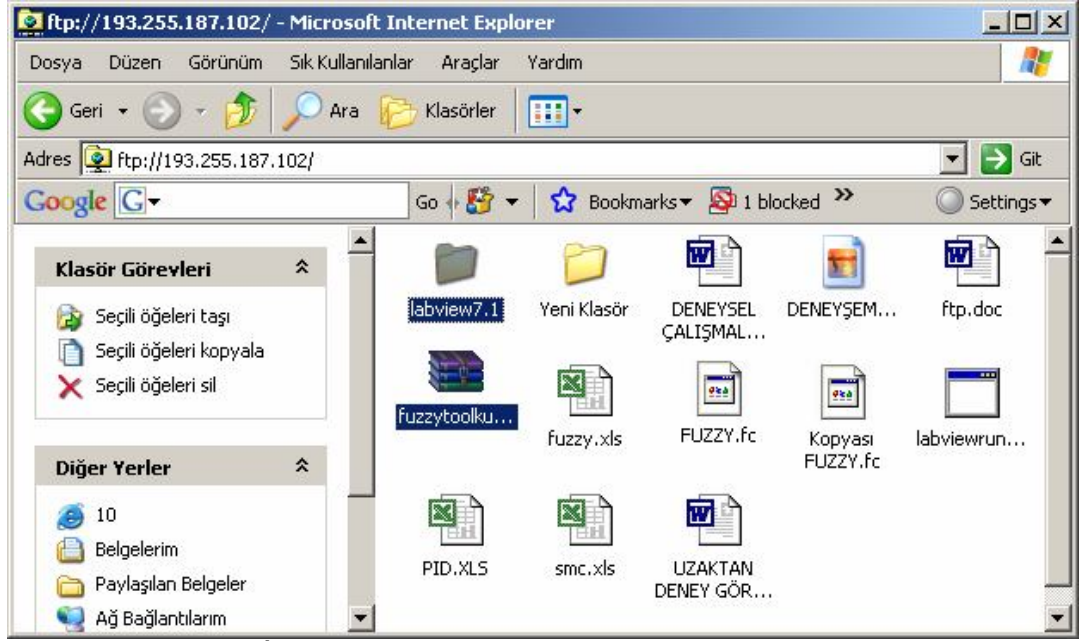 ftp://193.255.187.102/ - Microsoft Internet Explorer
Dosya Düzen Görünüm Sık Kullanılanlar Araçlar Yardım
Geri Ara Klasörler
Adres ftp://193.255.187.102/ Git
Google G Go Bookmarks 1 blocked Settings
Klasör Görevleri
Seçili öğeleri taşı
Seçili öğeleri kopyala
Seçili öğeleri sil
Diğer Yerler
10
Belgelerim
Paylaşılan Belgeler
Ağ Bağlantılarım
labview7.1 Yeni Klasör DENEYSEL ÇALIŞMAL... DENEYŞEM... ftp.doc
fuzzytoolku... fuzzy.xls FUZZY.fc Kopyası FUZZY.fc labviewrun...
PID.XLS smc.xls UZAKTAN DENEY GÖR...